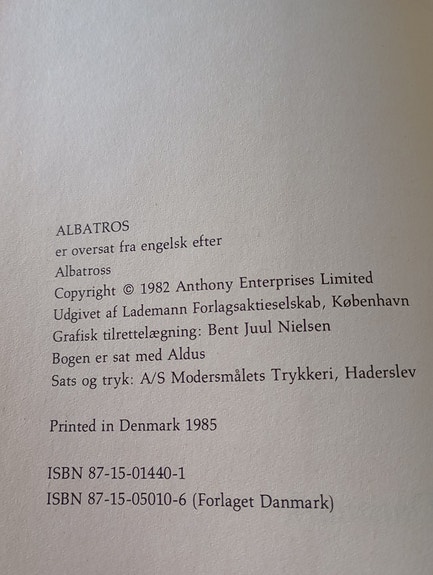 ALBATROS
er oversat fra engelsk efter
Albatross
Copyright © 1982 Anthony Enterprises Limited
Udgivet af Lademann Forlagsaktieselskab, København
Grafisk tilrettelægning: Bent Juul Nielsen
Bogen er sat med Aldus
Sats og tryk: A/S Modersmålets Trykkeri, Haderslev
Printed in Denmark 1985
ISBN 87-15-01440-1
ISBN 87-15-05010-6 (Forlaget Danmark)